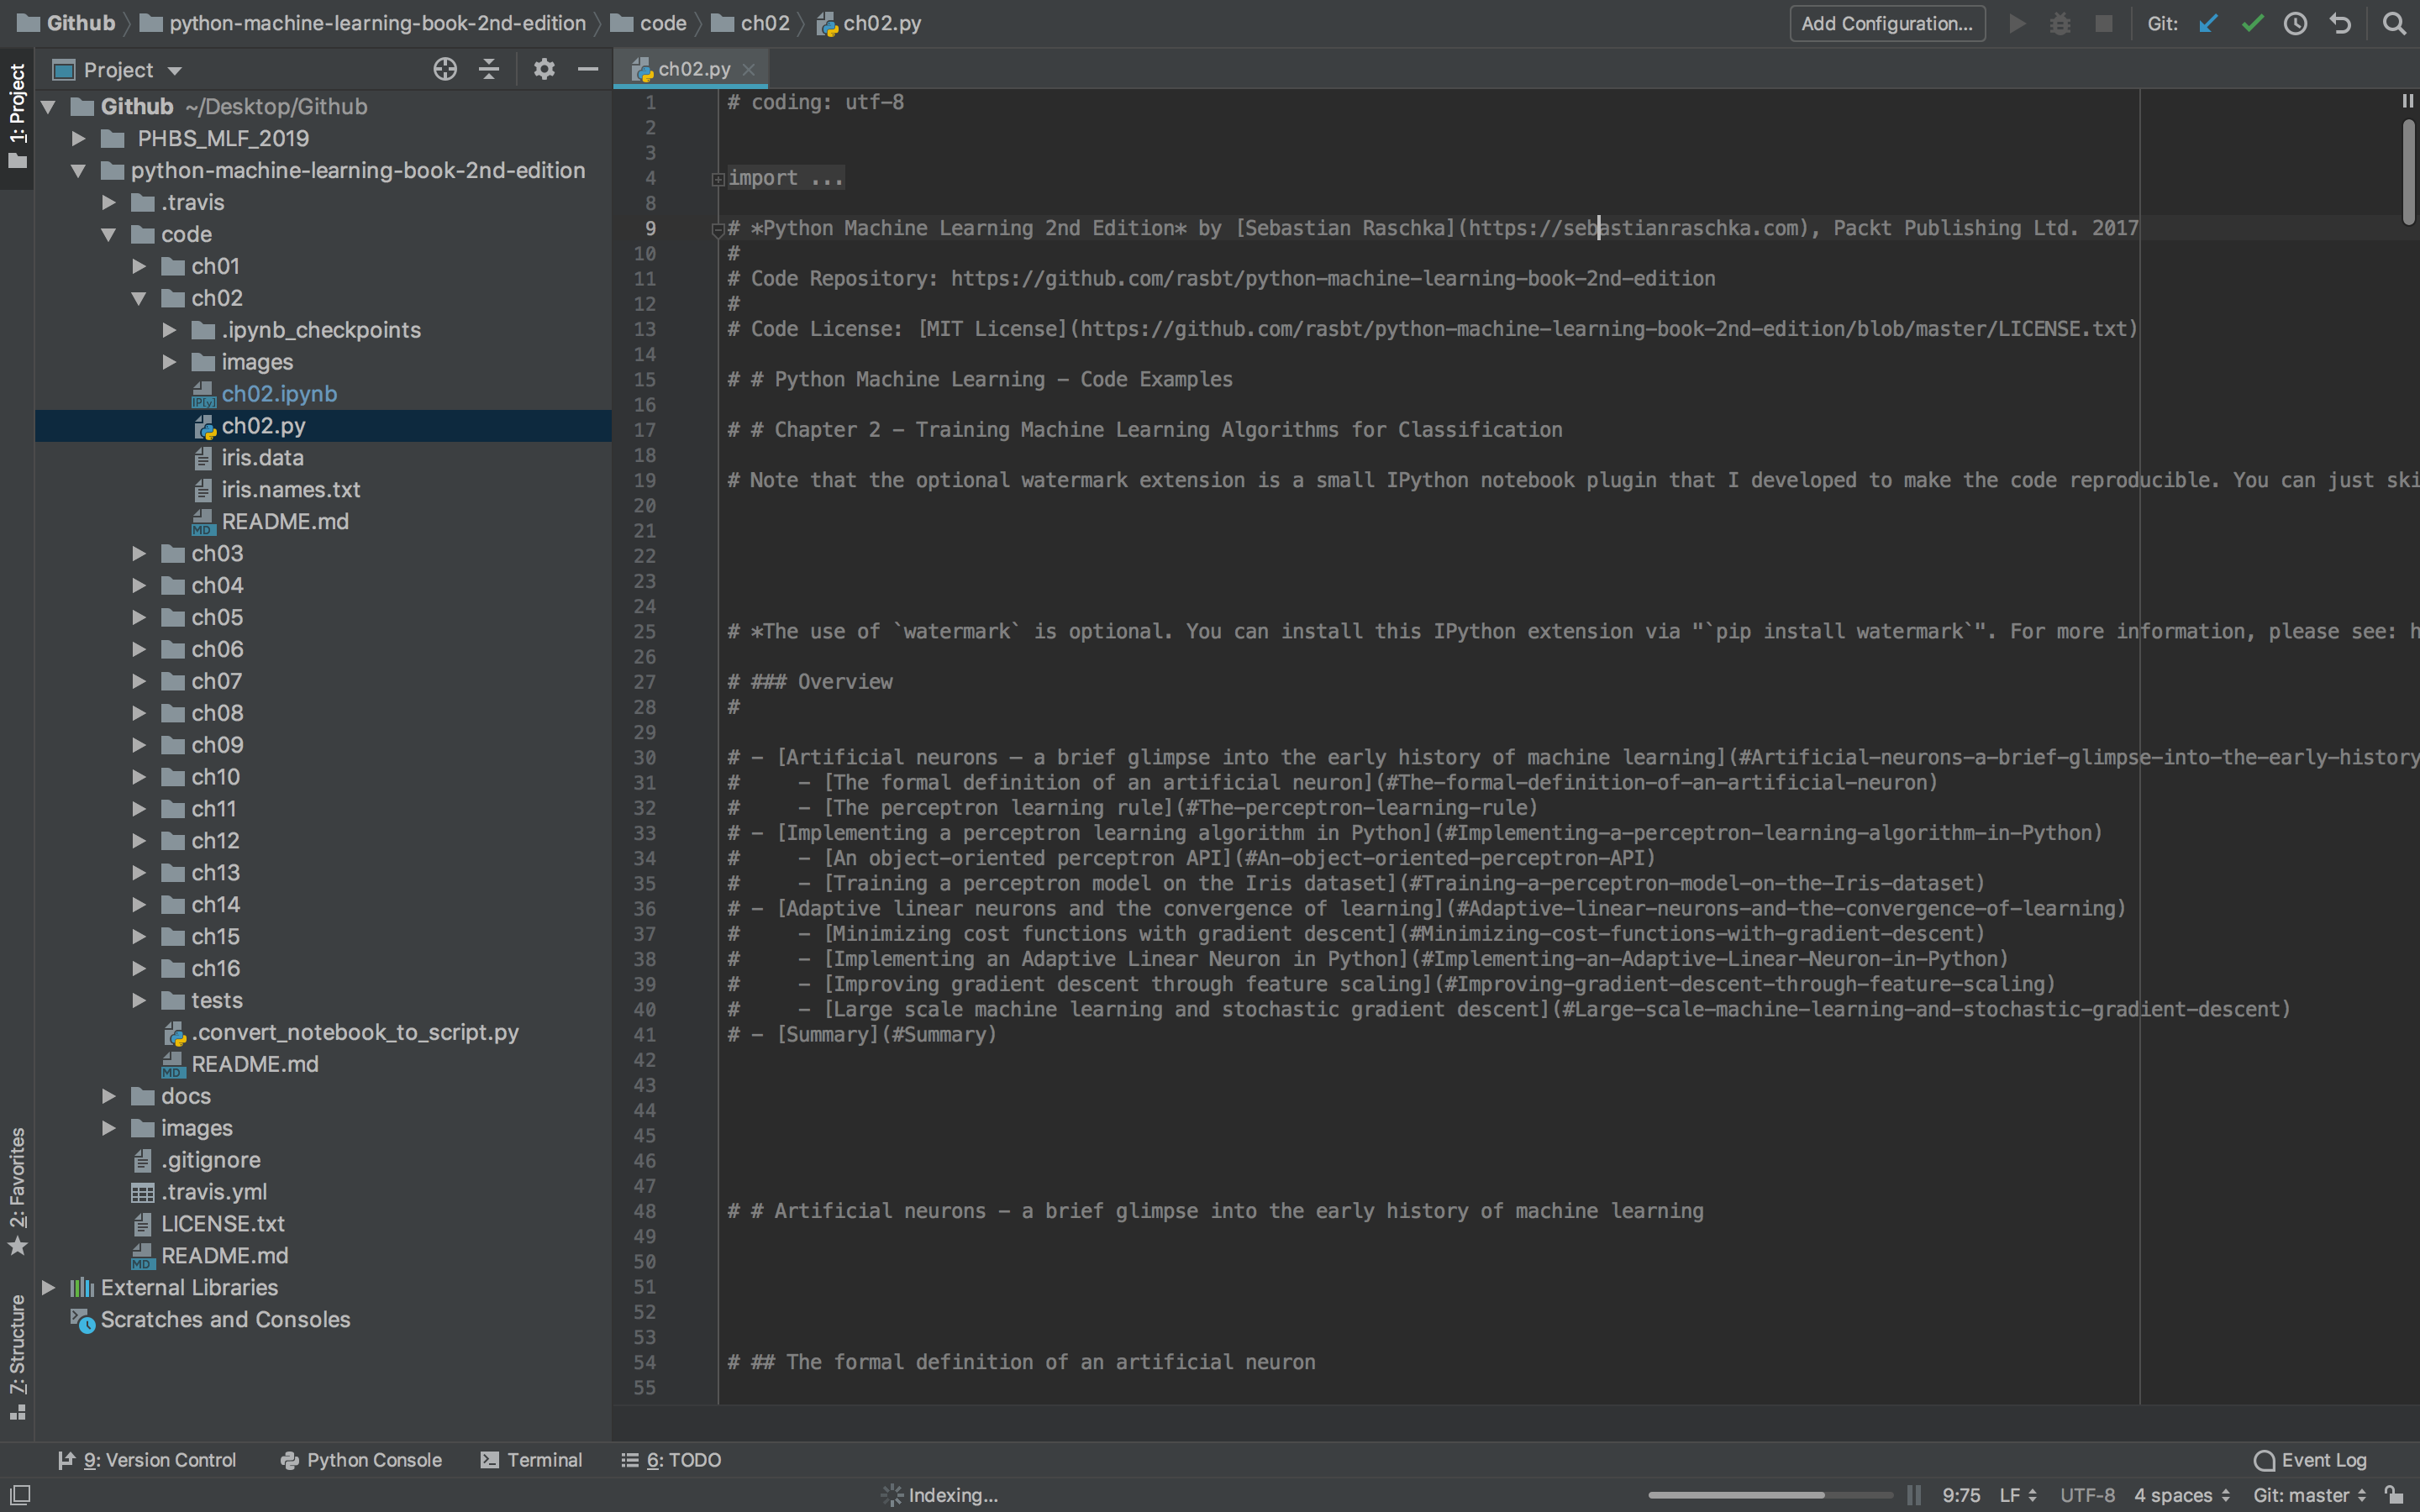 Github
python-machine-learning-book-2nd-edition
code
ch02
ch02.py
Add Configuration...
Git:
1: Project
Project
ch02.py
Github ~/Desktop/Github
PHBS_MLF_2019
python-machine-learning-book-2nd-edition
.travis
code
ch01
ch02
.ipynb_checkpoints
images
ch02.ipynb
ch02.py
iris.data
iris.names.txt
README.md
ch03
ch04
ch05
ch06
ch07
ch08
ch09
ch10
ch11
ch12
ch13
ch14
ch15
ch16
tests
.convert_notebook_to_script.py
README.md
docs
images
.gitignore
.travis.yml
LICENSE.txt
README.md
External Libraries
Scratches and Consoles
2: Favorites
7: Structure
1 # coding: utf-8
2
3
4 import ...
8
9 # *Python Machine Learning 2nd Edition* by [Sebastian Raschka](https://sebastianraschka.com), Packt Publishing Ltd. 2017
10 #
11 # Code Repository: https://github.com/rasbt/python-machine-learning-book-2nd-edition
12 #
13 # Code License: [MIT License](https://github.com/rasbt/python-machine-learning-book-2nd-edition/blob/master/LICENSE.txt)
14
15 # # Python Machine Learning - Code Examples
16
17 # # Chapter 2 - Training Machine Learning Algorithms for Classification
18
19 # Note that the optional watermark extension is a small IPython notebook plugin that I developed to make the code reproducible. You can just ski
20
21
22
23
24
25 # *The use of `watermark` is optional. You can install this IPython extension via "`pip install watermark`". For more information, please see: h
26
27 # ### Overview
28 #
29
30 # - [Artificial neurons – a brief glimpse into the early history of machine learning](#Artificial-neurons-a-brief-glimpse-into-the-early-history
31 #     - [The formal definition of an artificial neuron](#The-formal-definition-of-an-artificial-neuron)
32 #     - [The perceptron learning rule](#The-perceptron-learning-rule)
33 # - [Implementing a perceptron learning algorithm in Python](#Implementing-a-perceptron-learning-algorithm-in-Python)
34 #     - [An object-oriented perceptron API](#An-object-oriented-perceptron-API)
35 #     - [Training a perceptron model on the Iris dataset](#Training-a-perceptron-model-on-the-Iris-dataset)
36 # - [Adaptive linear neurons and the convergence of learning](#Adaptive-linear-neurons-and-the-convergence-of-learning)
37 #     - [Minimizing cost functions with gradient descent](#Minimizing-cost-functions-with-gradient-descent)
38 #     - [Implementing an Adaptive Linear Neuron in Python](#Implementing-an-Adaptive-Linear-Neuron-in-Python)
39 #     - [Improving gradient descent through feature scaling](#Improving-gradient-descent-through-feature-scaling)
40 #     - [Large scale machine learning and stochastic gradient descent](#Large-scale-machine-learning-and-stochastic-gradient-descent)
41 # - [Summary](#Summary)
42
43
44
45
46
47
48 # # Artificial neurons – a brief glimpse into the early history of machine learning
49
50
51
52
53
54 # ## The formal definition of an artificial neuron
55
9: Version Control
Python Console
Terminal
6: TODO
Event Log
Indexing...
9:75
LF
UTF-8
4 spaces
Git: master